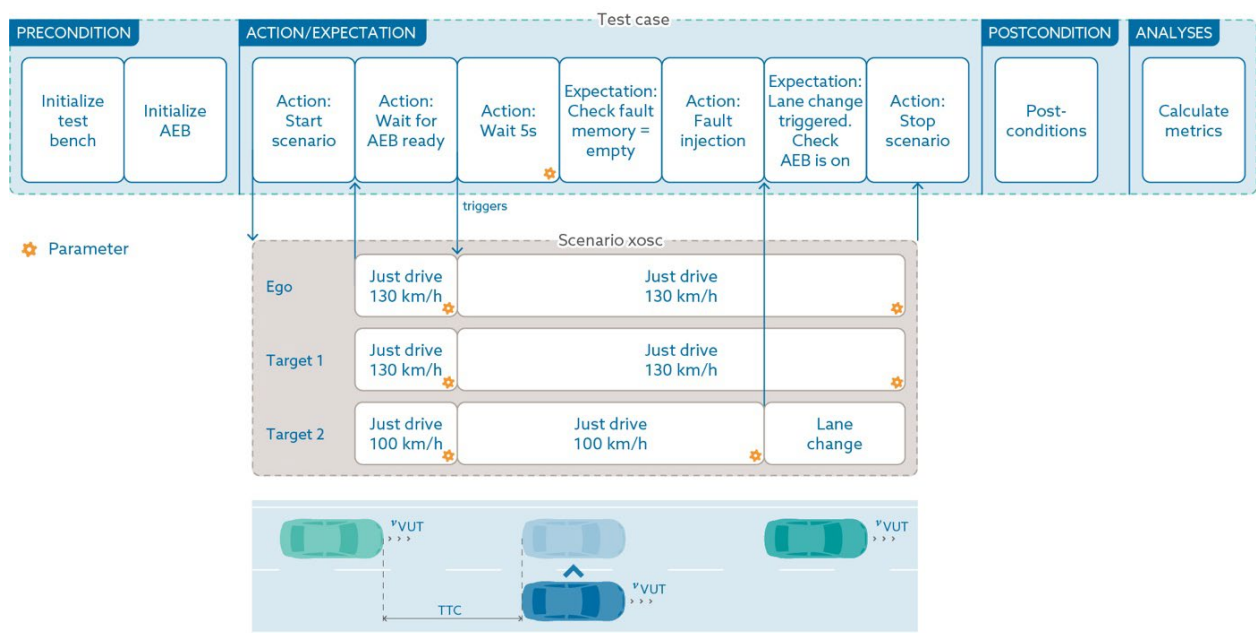 Test case
PRECONDITION
ACTION/EXPECTATION
POSTCONDITION
ANALYSES
Initialize
test
bench
Initialize
AEB
Action:
Start
scenario
Action:
Wait for
AEB ready
Action:
Wait 5s
Expectation:
Check fault
memory =
empty
Action:
Fault
injection
Expectation:
Lane change
triggered.
Check
AEB is on
Action:
Stop
scenario
Post-
conditions
Calculate
metrics
triggers
Parameter
Scenario xosc
Ego
Just drive
130 km/h
Just drive
130 km/h
Target 1
Just drive
130 km/h
Just drive
130 km/h
Target 2
Just drive
100 km/h
Just drive
100 km/h
Lane
change
vVUT
vVUT
vVUT
TTC